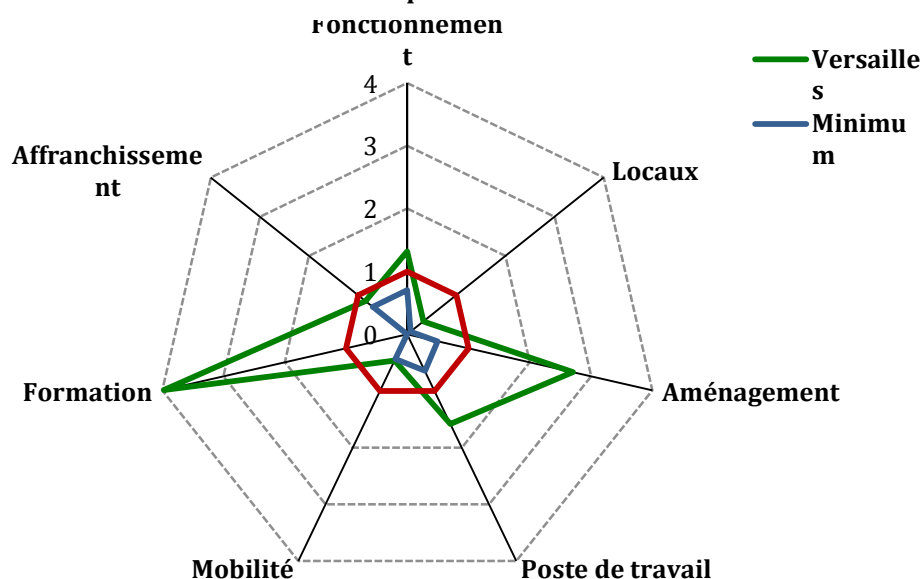 Fonctionnemen
t
Versaille
s
Minimu
m
4
3
2
1
0
Affranchisseme
nt
Locaux
Formation
Aménagement
Mobilité
Poste de travail